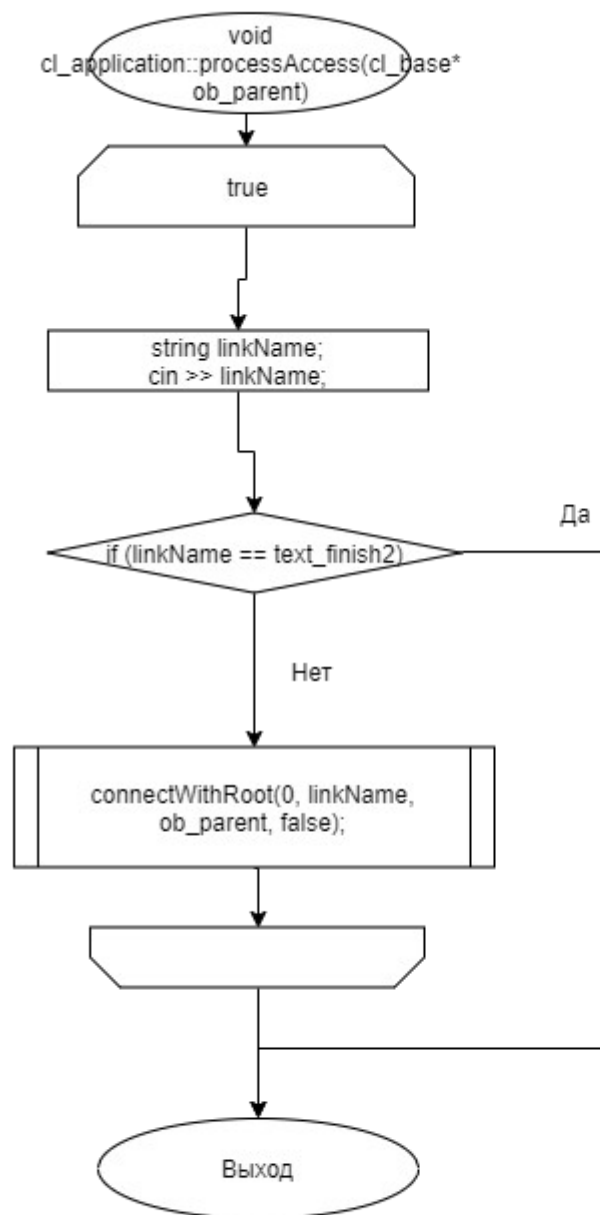 void
cl_application::processAccess(cl_base*
ob_parent)
true
string linkName;
cin >> linkName;
if (linkName == text_finish2)
Да
Нет
connectWithRoot(0, linkName,
ob_parent, false);
Выход